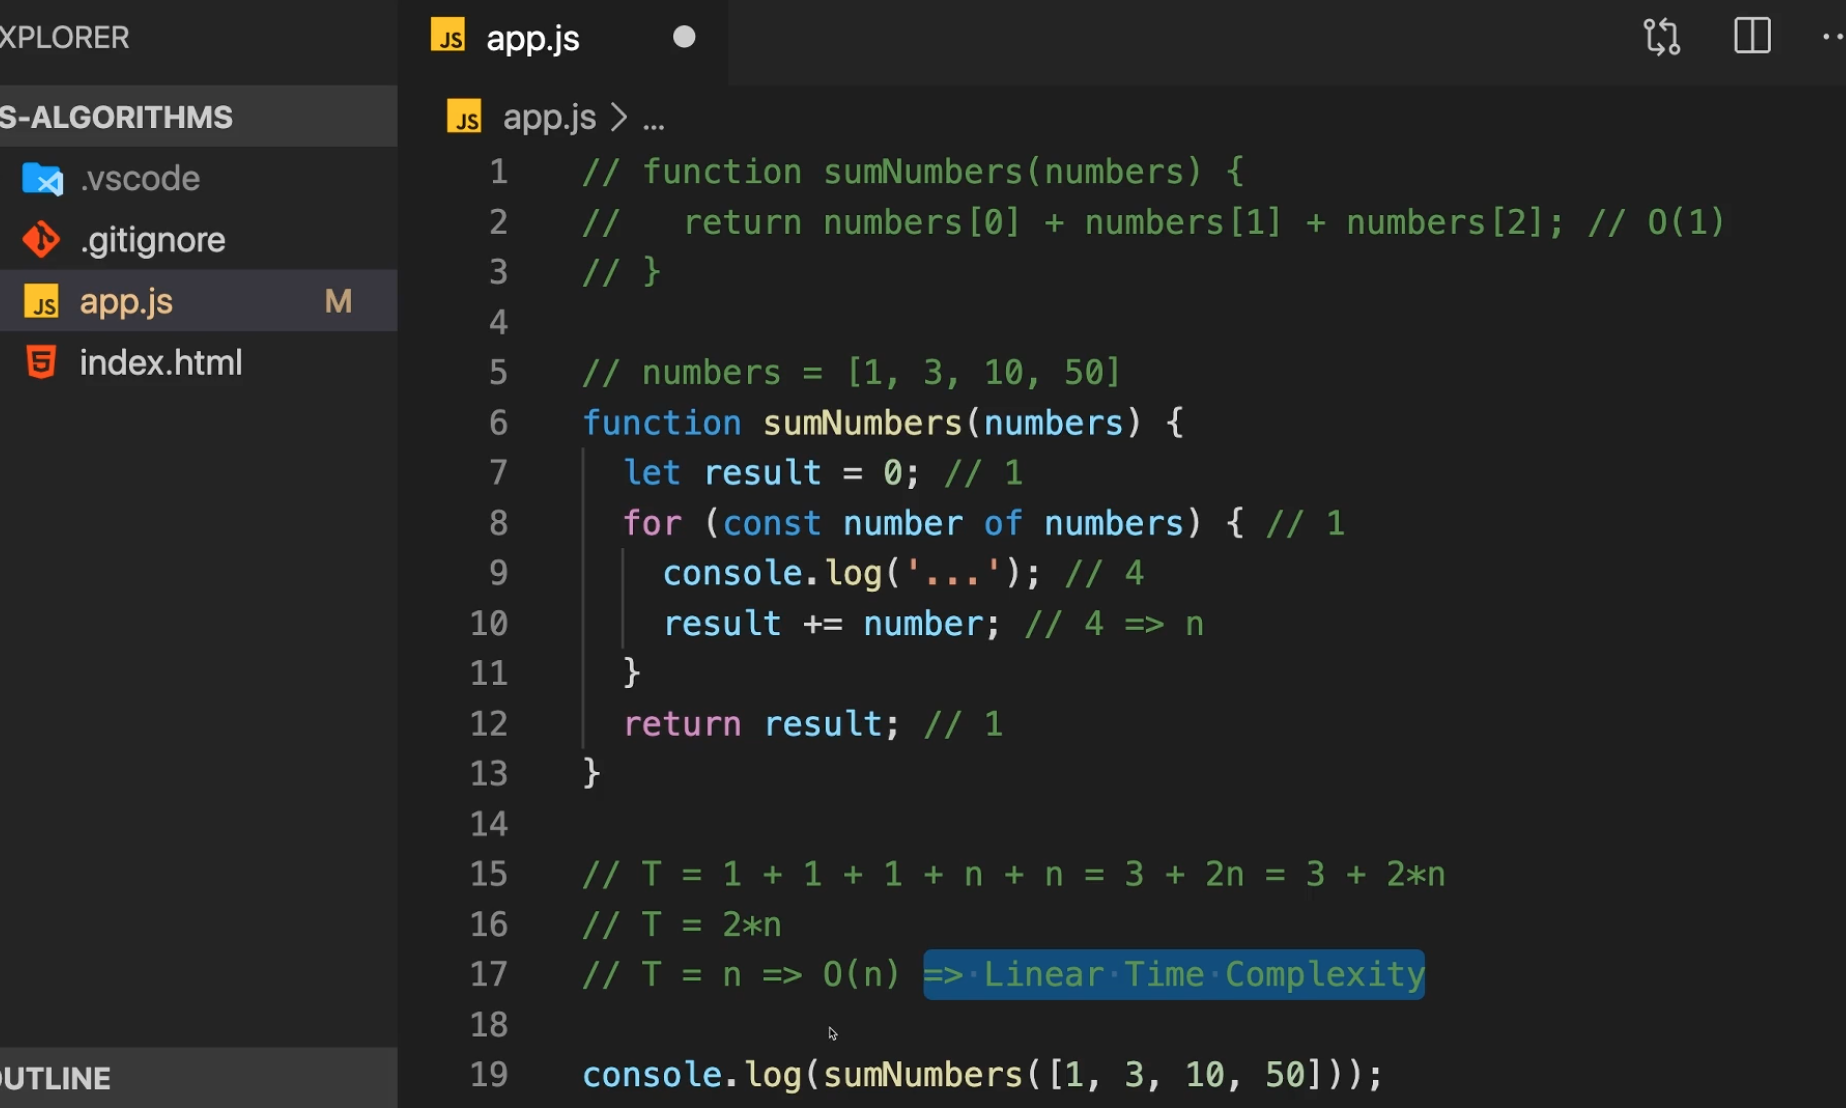 XPLORER
S-ALGORITHMS
.vscode
.gitignore
JS app.js M
5 index.html
OUTLINE
JS app.js
JS app.js > ...
1 // function sumNumbers(numbers) {
2 //   return numbers[0] + numbers[1] + numbers[2]; // O(1)
3 // }
4
5 // numbers = [1, 3, 10, 50]
6 function sumNumbers(numbers) {
7   let result = 0; // 1
8   for (const number of numbers) { // 1
9     console.log('...'); // 4
10     result += number; // 4 => n
11   }
12   return result; // 1
13 }
14
15 // T = 1 + 1 + 1 + n + n = 3 + 2n = 3 + 2*n
16 // T = 2*n
17 // T = n => O(n) => Linear Time Complexity
18
19 console.log(sumNumbers([1, 3, 10, 50]));